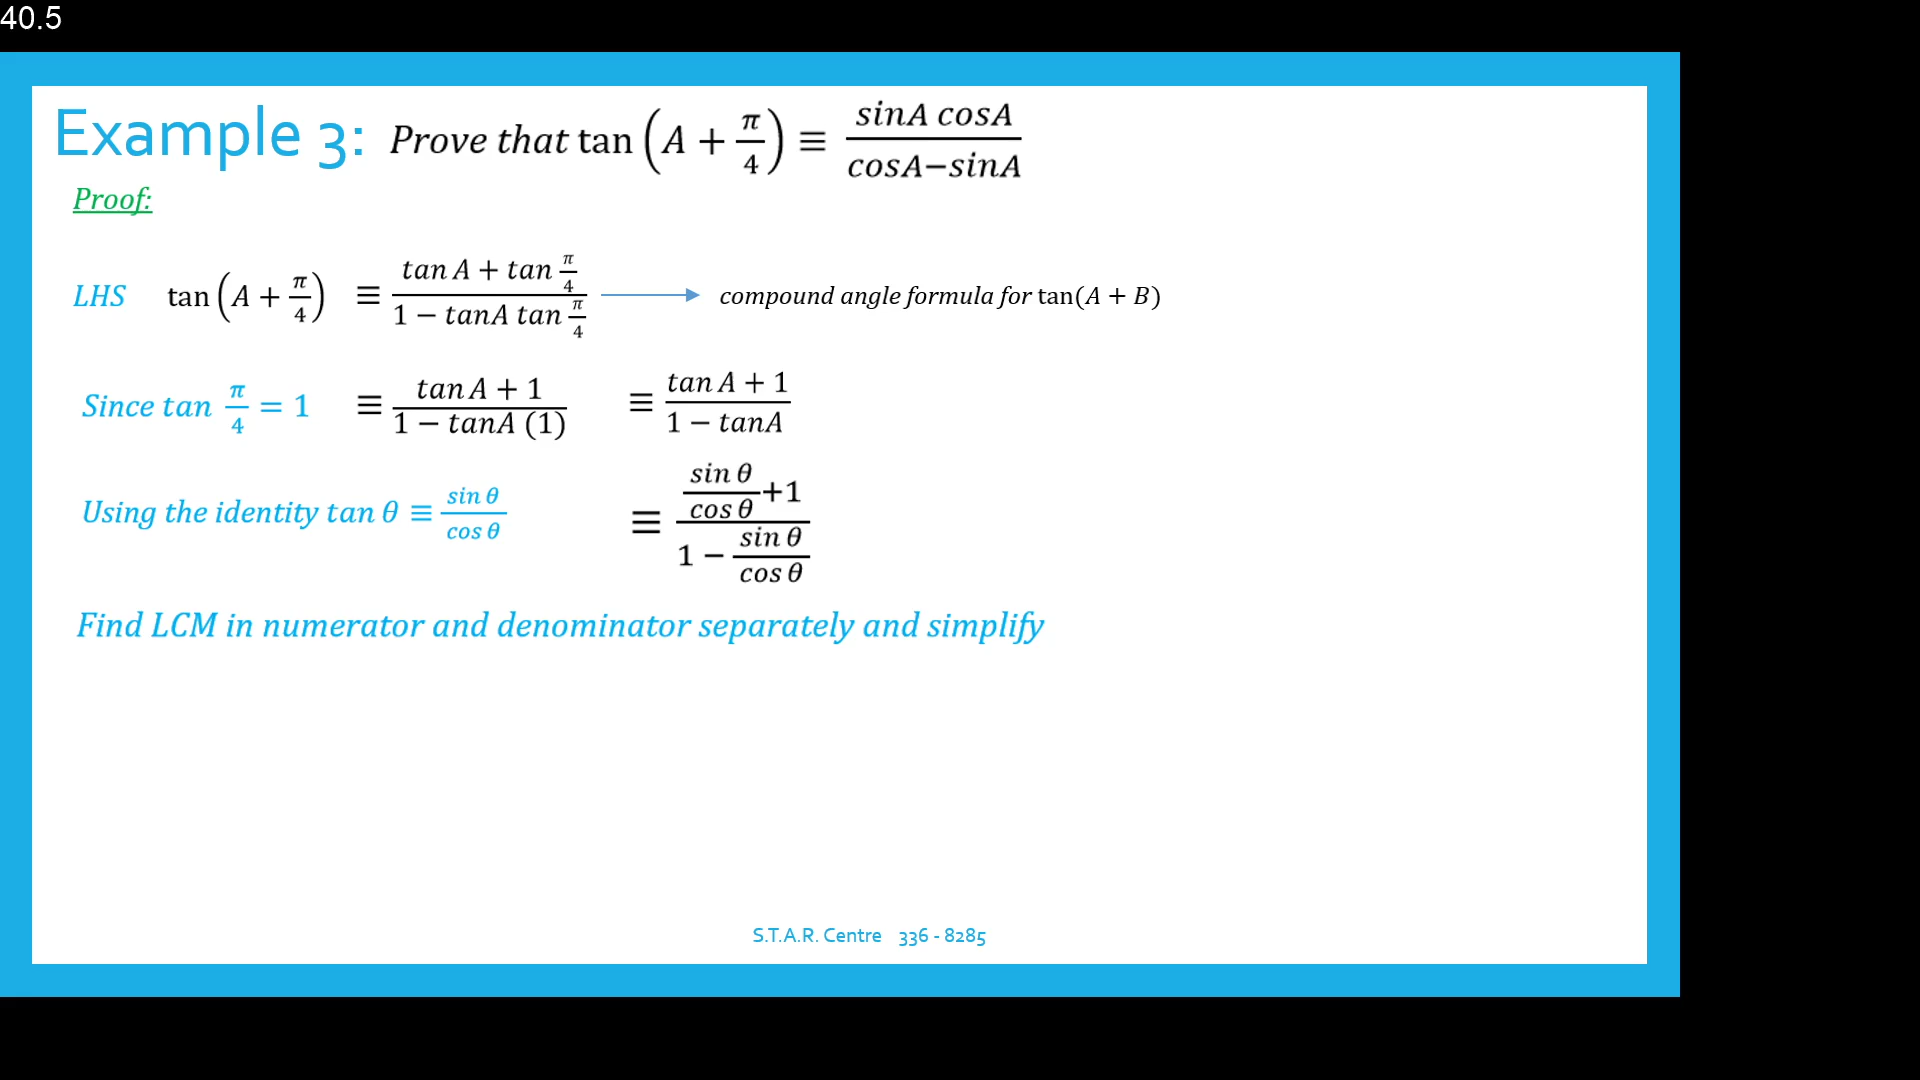 40.5
Example 3: Prove that tan (A + π/4) ≡ sinA cosA / cosA−sinA
Proof:
LHS tan (A + π/4) ≡ tan A + tan π/4 / 1 − tanA tan π/4 compound angle formula for tan(A + B)
Since tan π/4 = 1 ≡ tan A + 1 / 1 − tanA (1) ≡ tan A + 1 / 1 − tanA
Using the identity tan θ ≡ sin θ / cos θ ≡ sin θ / cos θ +1 / 1 − sin θ / cos θ
Find LCM in numerator and denominator separately and simplify
S.T.A.R. Centre 336 - 8285